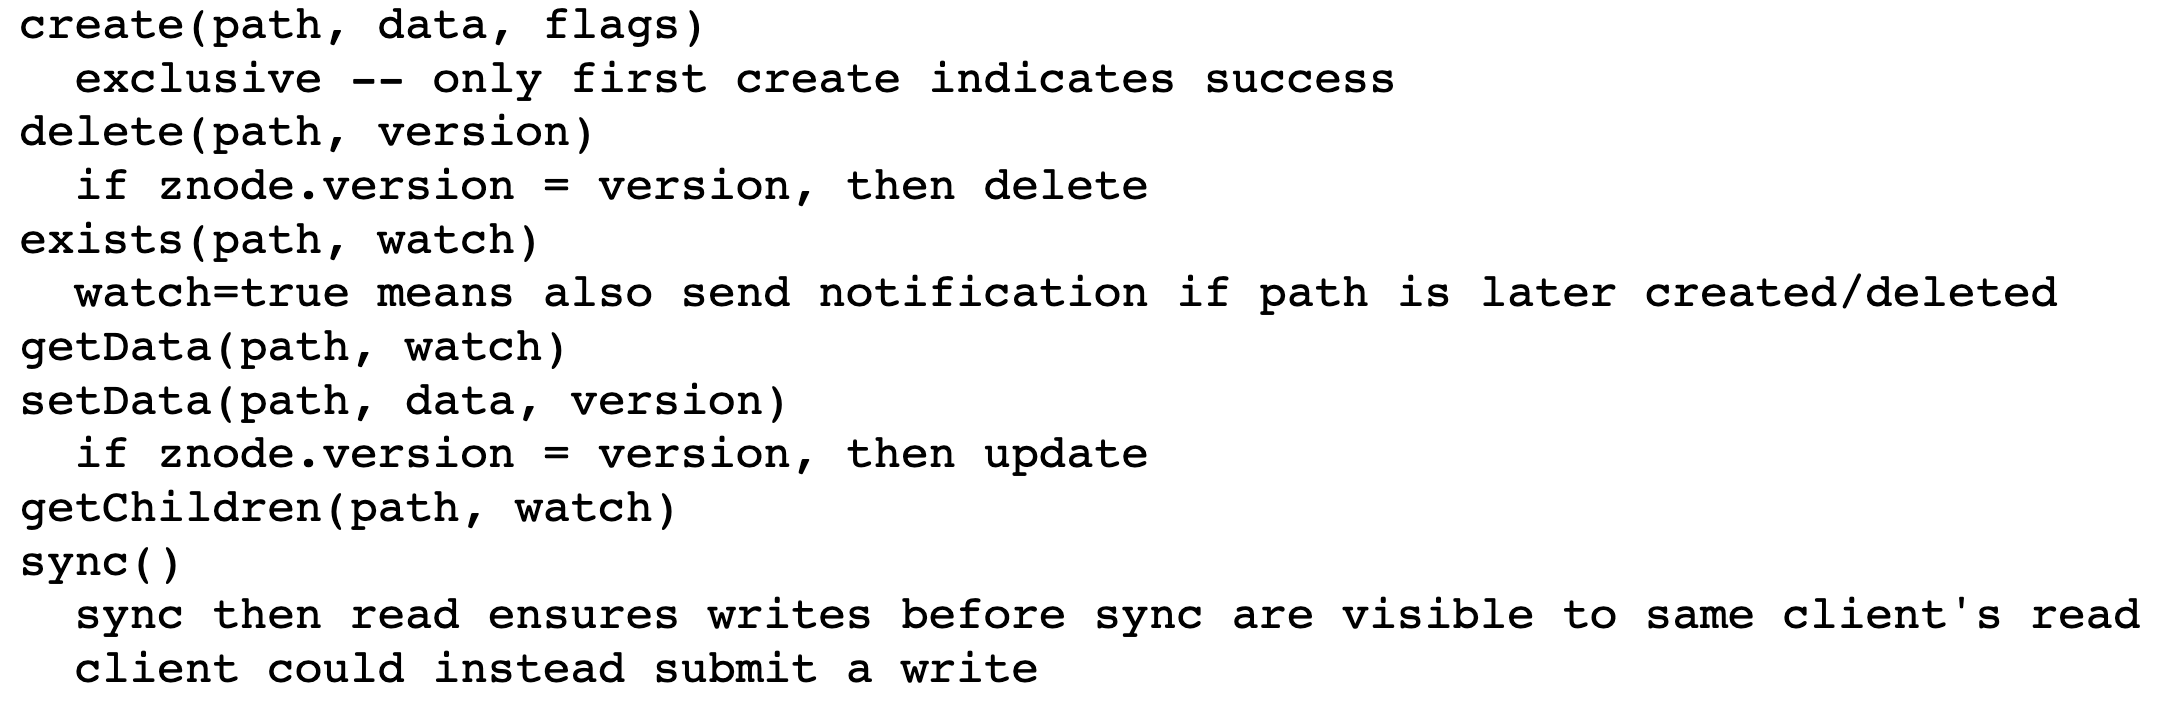 create(path, data, flags)
  exclusive -- only first create indicates success
delete(path, version)
  if znode.version = version, then delete
exists(path, watch)
  watch=true means also send notification if path is later created/deleted
getData(path, watch)
setData(path, data, version)
  if znode.version = version, then update
getChildren(path, watch)
sync()
  sync then read ensures writes before sync are visible to same client's read
  client could instead submit a write